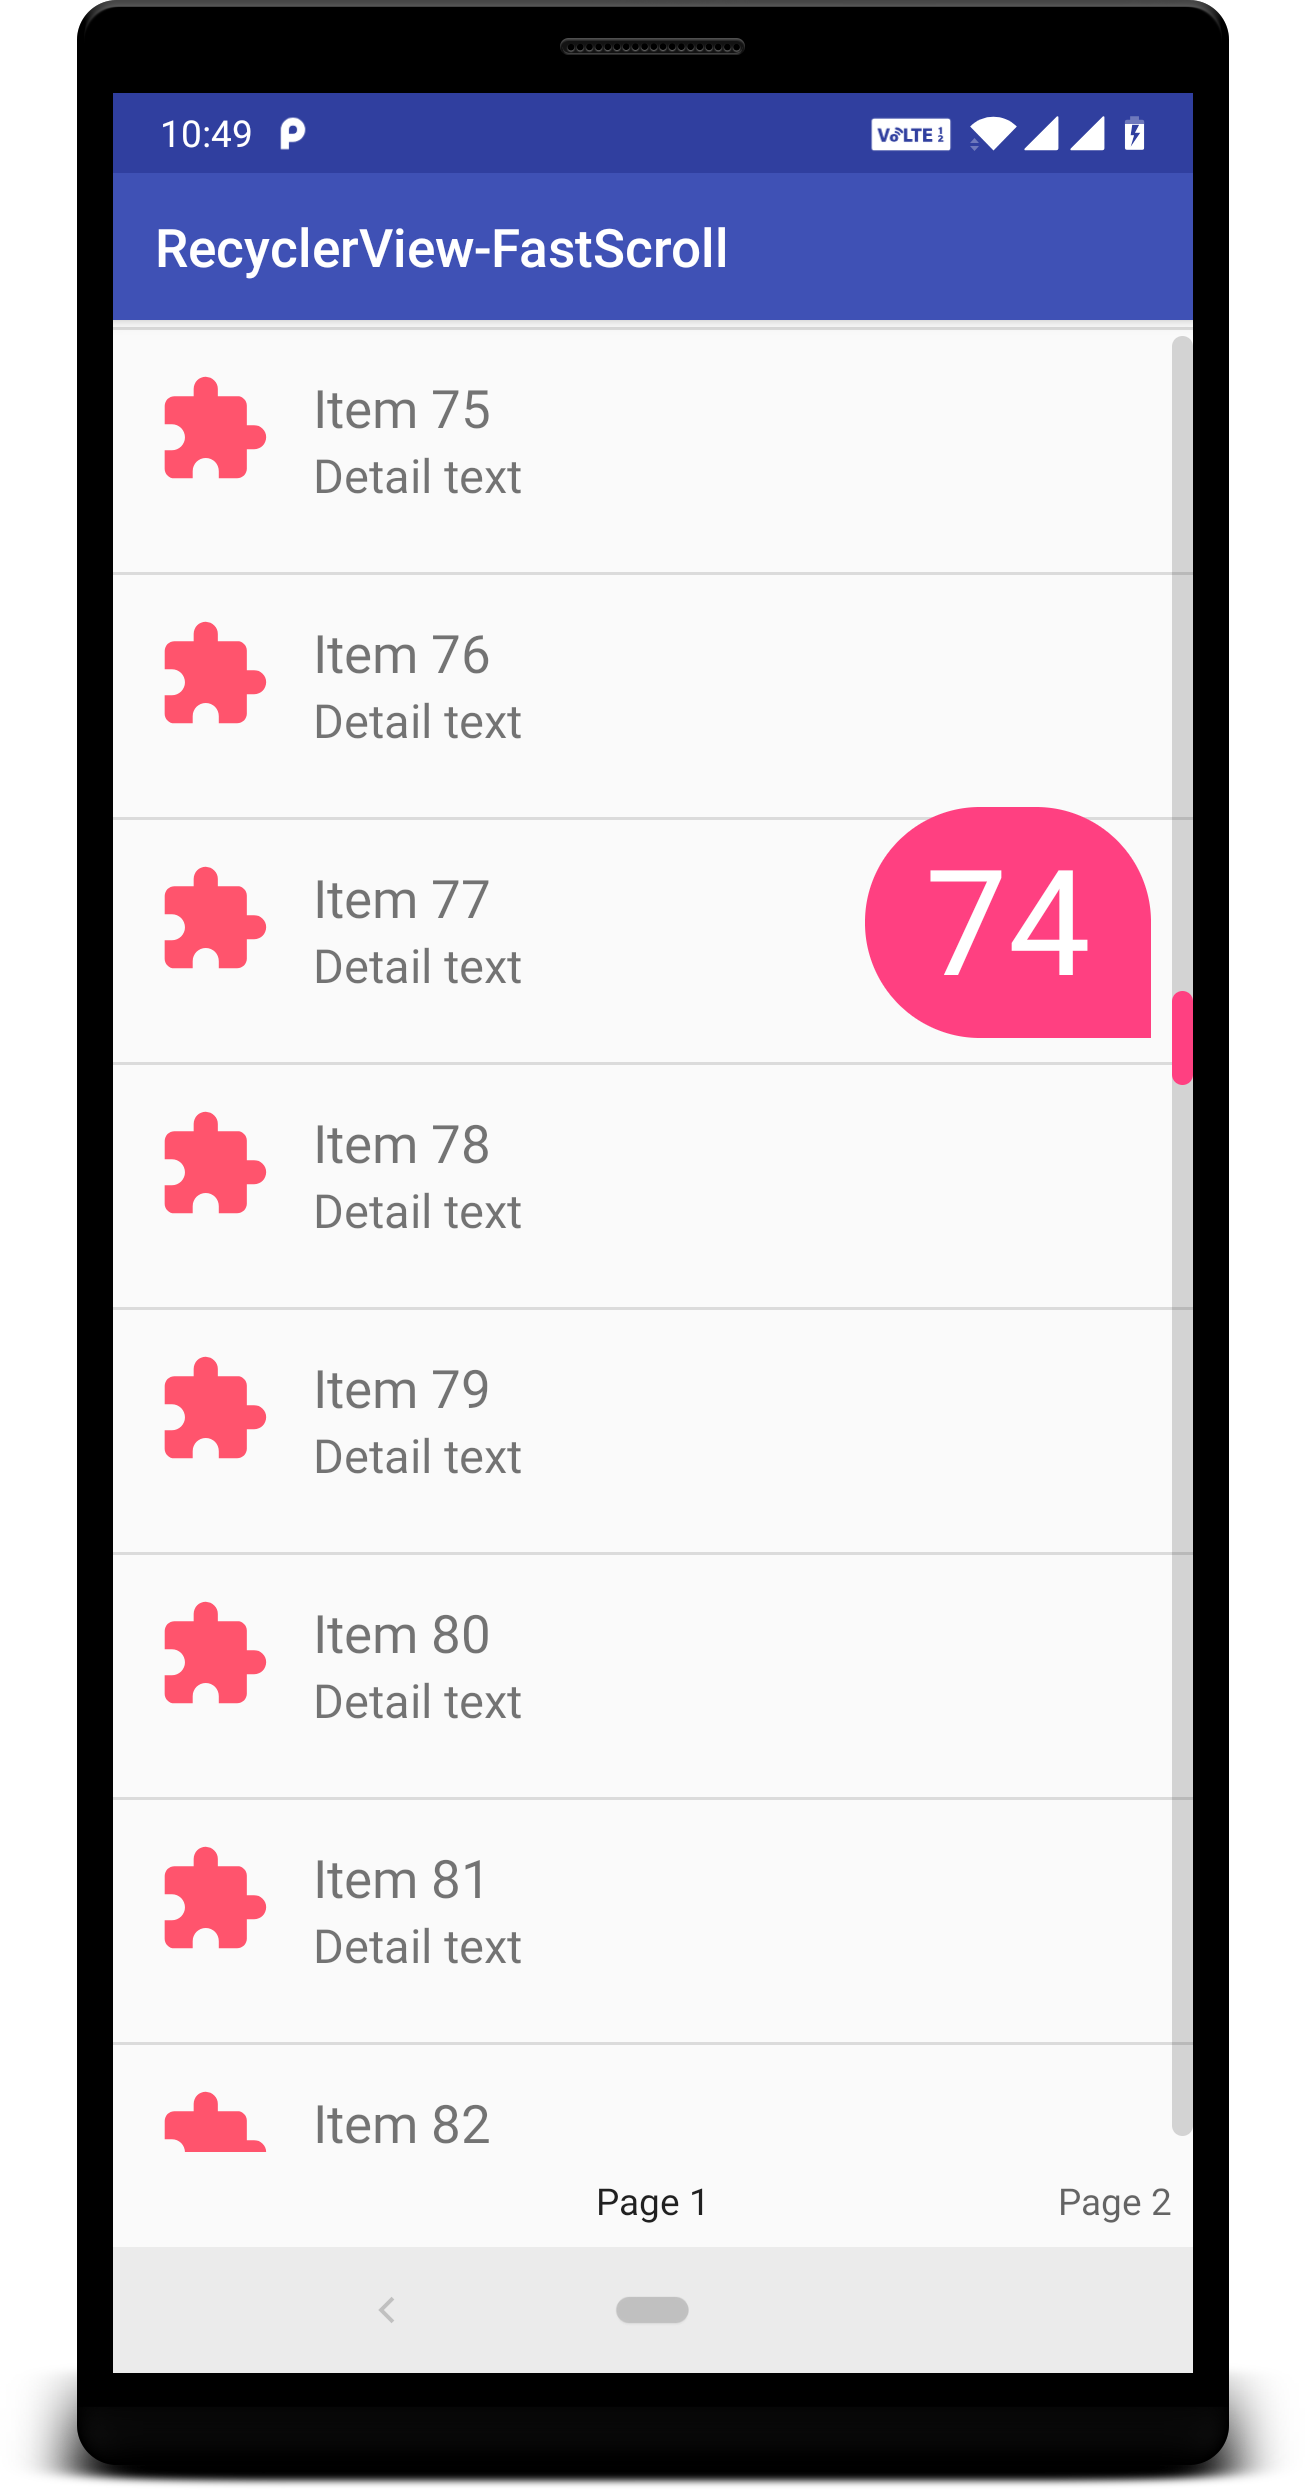 10:49
VoLTE 1 2
RecyclerView-FastScroll
Item 75
Detail text
Item 76
Detail text
Item 77
Detail text
74
Item 78
Detail text
Item 79
Detail text
Item 80
Detail text
Item 81
Detail text
Item 82
Page 1
Page 2